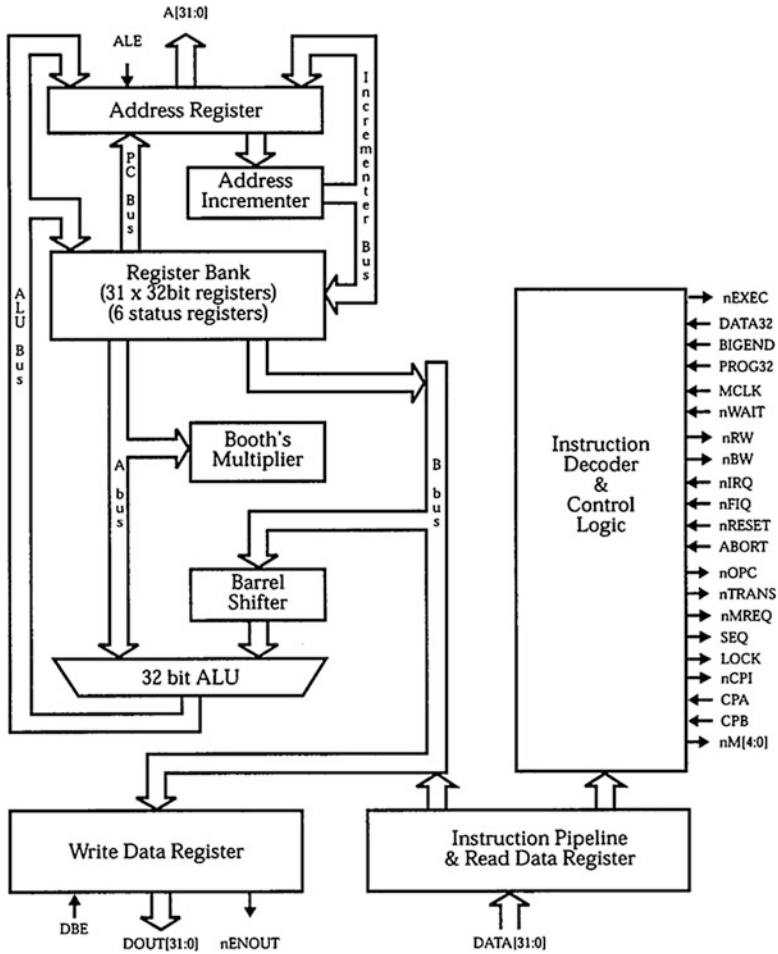 A[31:0]
ALE
Address Register
PC Bus
Incrementer Bus
Address
Incrementer
Register Bank
(31 x 32bit registers)
(6 status registers)
ALU Bus
A bus
B bus
Booth's
Multiplier
Barrel
Shifter
32 bit ALU
Write Data Register
DBE
DOUT[31:0]
nENOUT
Instruction Pipeline
& Read Data Register
DATA[31:0]
Instruction
Decoder
&
Control
Logic
nEXEC
DATA32
BIGEND
PROG32
MCLK
nWAIT
nRW
nBW
nIRQ
nFIQ
nRESET
ABORT
nOPC
nTRANS
nMREQ
SEQ
LOCK
nCPI
CPA
CPB
nM[4:0]